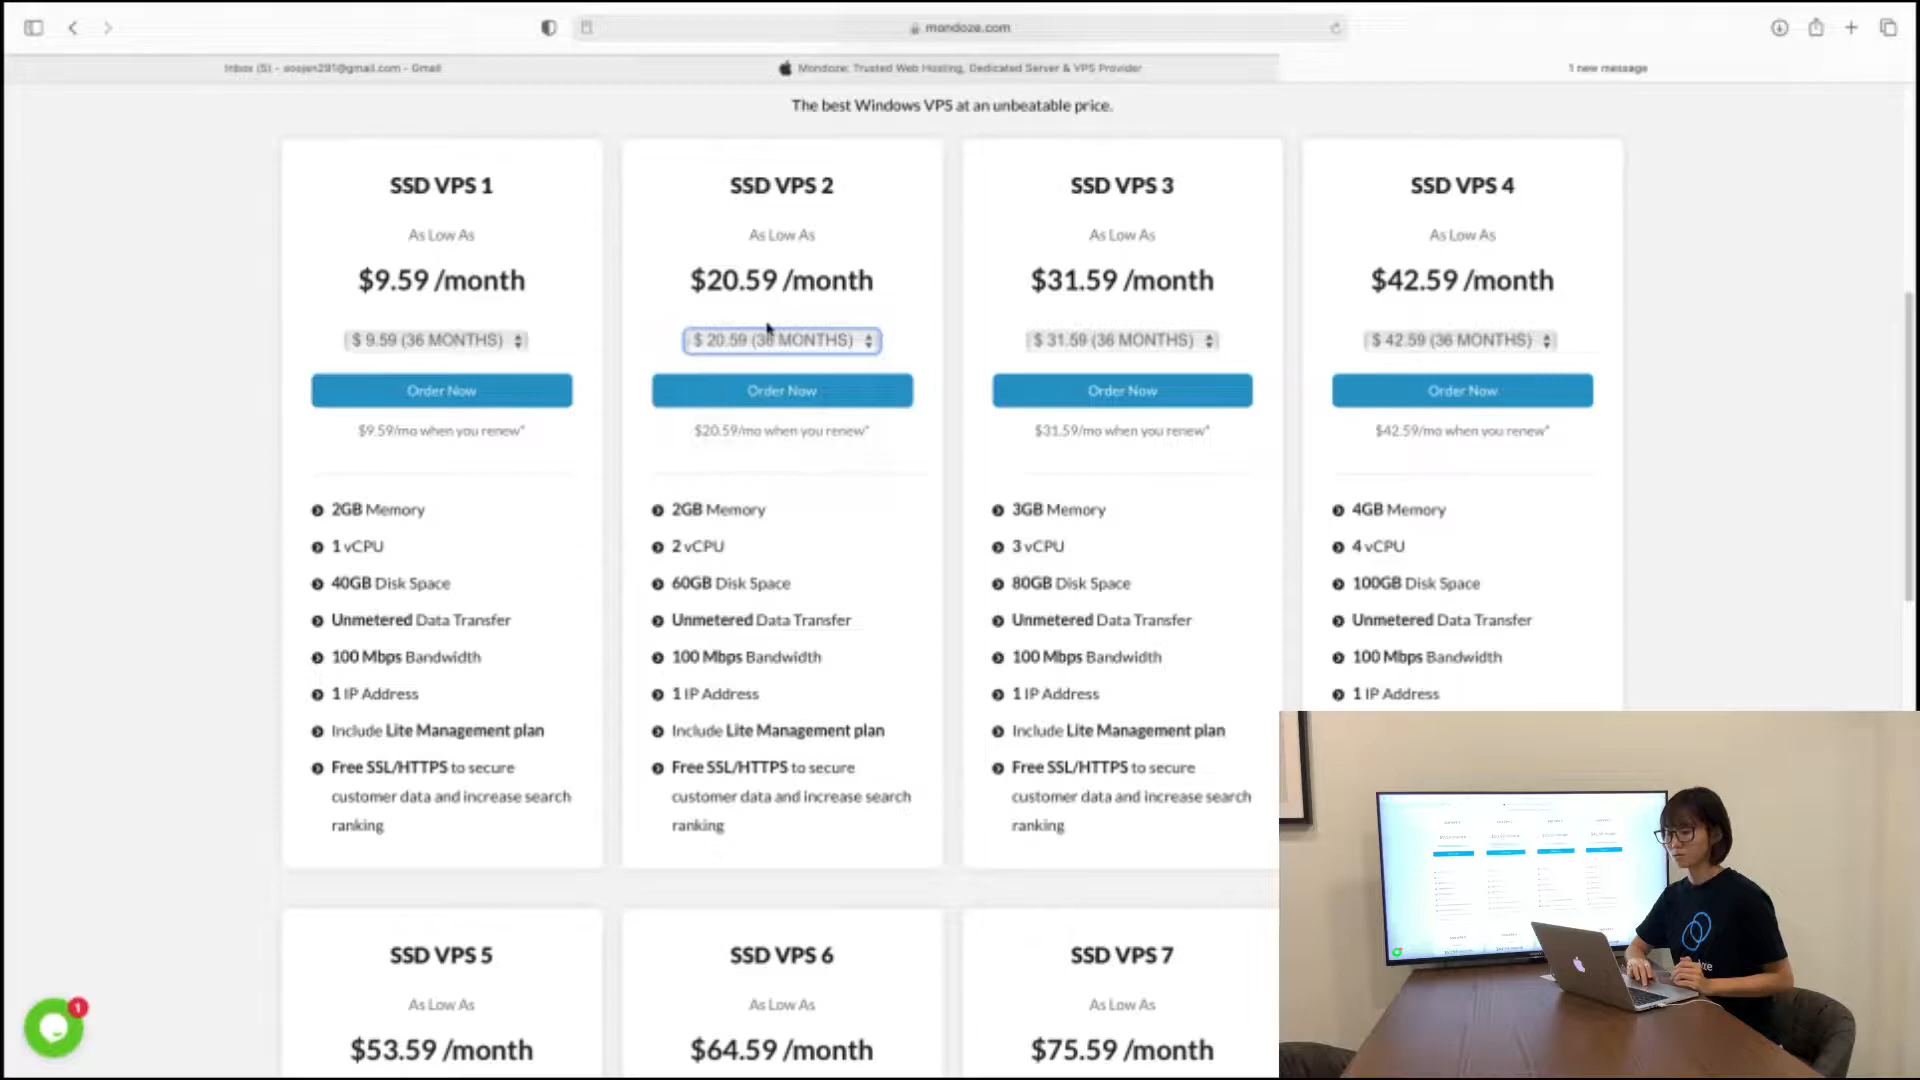 mondoze.com
Inbox (5) - soojen291@gmail.com - Gmail
Mondoze: Trusted Web Hosting, Dedicated Server & VPS Provider
1 new message
The best Windows VPS at an unbeatable price.
SSD VPS 1
As Low As
$9.59 /month
$ 9.59 (36 MONTHS)
Order Now
$9.59/mo when you renew*
2GB Memory
1 vCPU
40GB Disk Space
Unmetered Data Transfer
100 Mbps Bandwidth
1 IP Address
Include Lite Management plan
Free SSL/HTTPS to secure
customer data and increase search
ranking
SSD VPS 2
As Low As
$20.59 /month
$ 20.59 (36 MONTHS)
Order Now
$20.59/mo when you renew*
2GB Memory
2 vCPU
60GB Disk Space
Unmetered Data Transfer
100 Mbps Bandwidth
1 IP Address
Include Lite Management plan
Free SSL/HTTPS to secure
customer data and increase search
ranking
SSD VPS 3
As Low As
$31.59 /month
$ 31.59 (36 MONTHS)
Order Now
$31.59/mo when you renew*
3GB Memory
3 vCPU
80GB Disk Space
Unmetered Data Transfer
100 Mbps Bandwidth
1 IP Address
Include Lite Management plan
Free SSL/HTTPS to secure
customer data and increase search
ranking
SSD VPS 4
As Low As
$42.59 /month
$ 42.59 (36 MONTHS)
Order Now
$42.59/mo when you renew*
4GB Memory
4 vCPU
100GB Disk Space
Unmetered Data Transfer
100 Mbps Bandwidth
1 IP Address
SSD VPS 5
As Low As
$53.59 /month
SSD VPS 6
As Low As
$64.59 /month
SSD VPS 7
As Low As
$75.59 /month
1